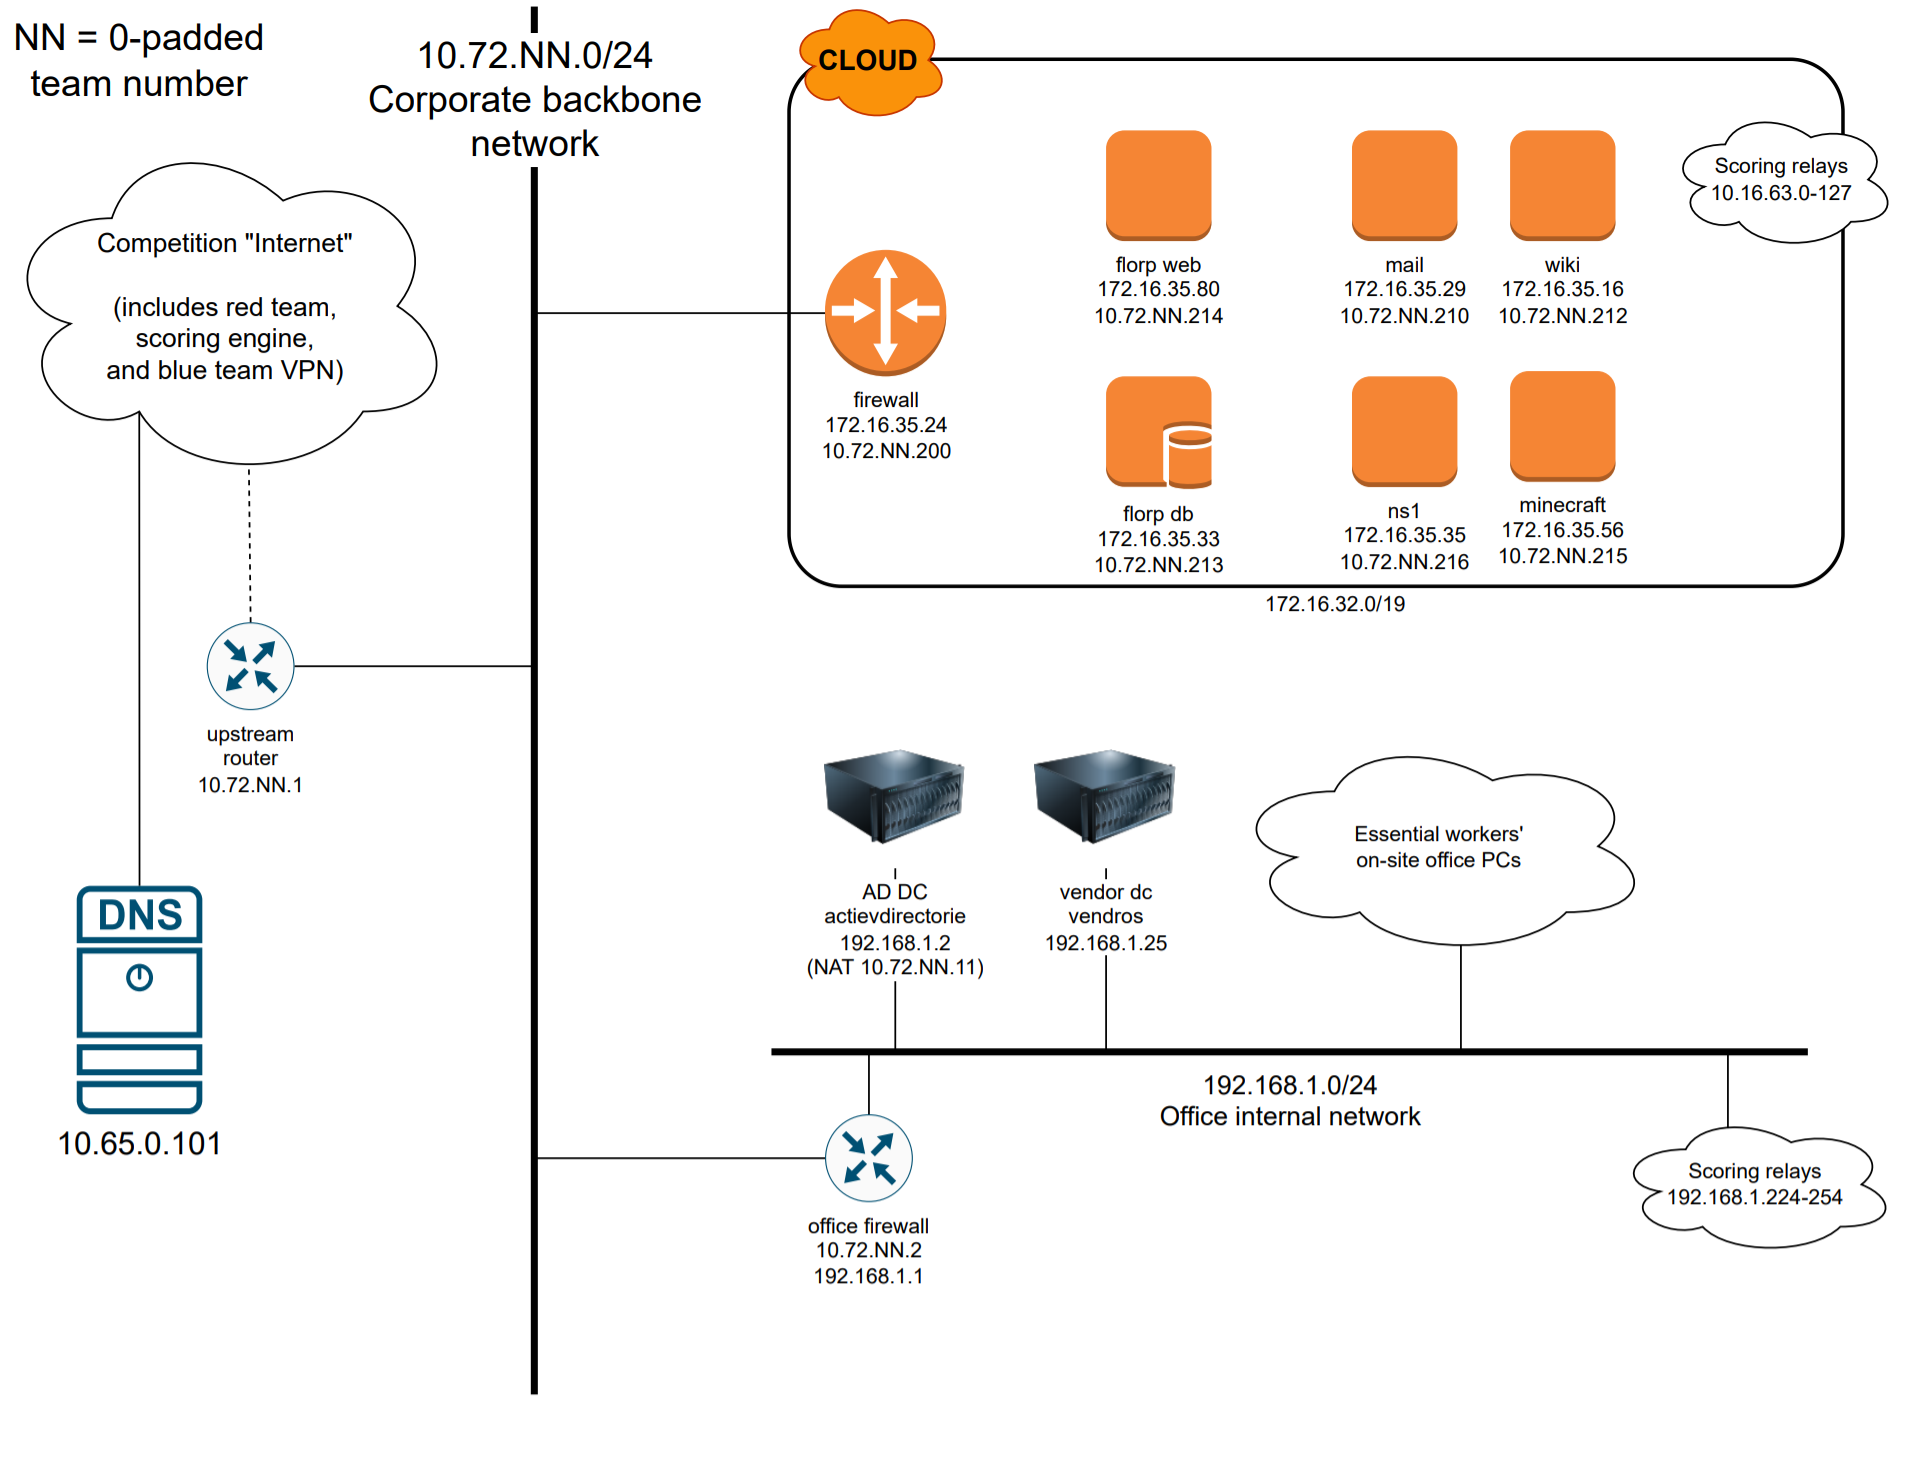 NN = 0-padded
team number
10.72.NN.0/24
Corporate backbone
network
CLOUD
Scoring relays
10.16.63.0-127
Competition "Internet"
(includes red team,
scoring engine,
and blue team VPN)
florp web
172.16.35.80
10.72.NN.214
mail
172.16.35.29
10.72.NN.210
wiki
172.16.35.16
10.72.NN.212
firewall
172.16.35.24
10.72.NN.200
florp db
172.16.35.33
10.72.NN.213
ns1
172.16.35.35
10.72.NN.216
minecraft
172.16.35.56
10.72.NN.215
172.16.32.0/19
upstream
router
10.72.NN.1
DNS
10.65.0.101
AD DC
actievdirectorie
192.168.1.2
(NAT 10.72.NN.11)
vendor dc
vendros
192.168.1.25
Essential workers'
on-site office PCs
192.168.1.0/24
Office internal network
office firewall
10.72.NN.2
192.168.1.1
Scoring relays
192.168.1.224-254